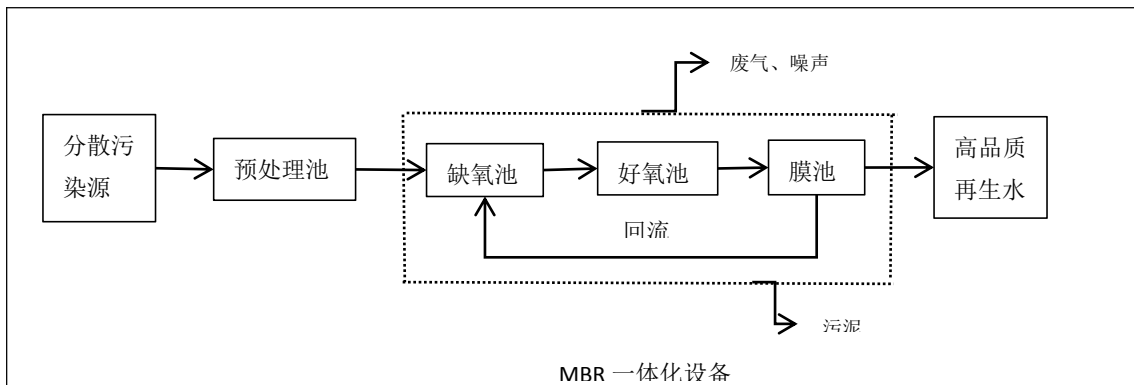 废气、噪声
分散污
染源
预处理池
缺氧池
好氧池
膜池
高品质
再生水
回流
污泥
MBR 一体化设备